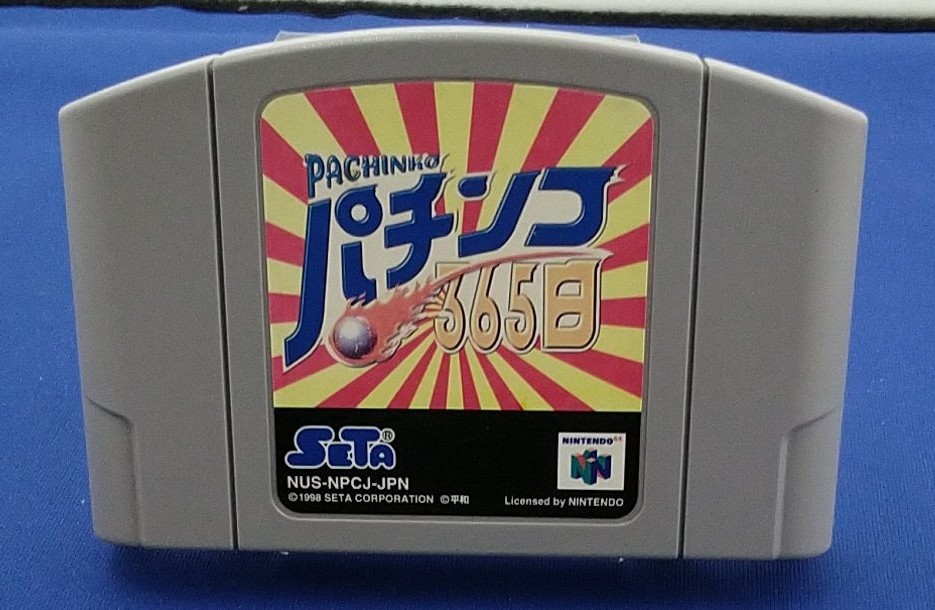 PACHINKO
パチンコ
365日
SETA®
NINTENDO64
NUS-NPCJ-JPN
©1998 SETA CORPORATION ©平和
Licensed by NINTENDO